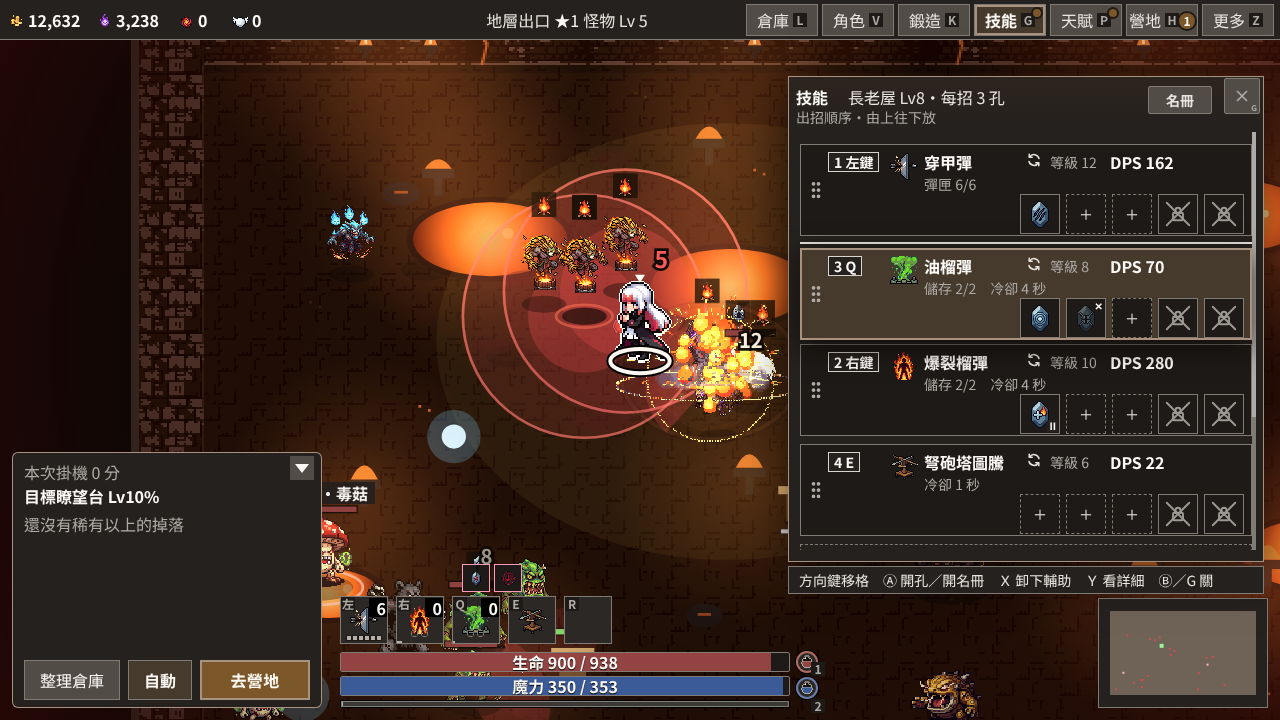 12,632 3,238 0 0
地層出口 ★1 怪物 Lv 5
倉庫 L 角色 V 鍛造 K 技能 G 天賦 P 營地 H 1 更多 Z
技能 長老屋 Lv8・每招 3 孔
名冊
G
出招順序・由上往下放
1 左鍵 穿甲彈 等級 12 DPS 162
彈匣 6/6
3 Q 油榴彈 等級 8 DPS 70
儲存 2/2 冷卻 4 秒
2 右鍵 爆裂榴彈 等級 10 DPS 280
儲存 2/2 冷卻 4 秒
II
4 E 弩砲塔圖騰 等級 6 DPS 22
冷卻 1 秒
方向鍵移格 Ⓐ 開孔／開名冊 X 卸下輔助 Y 看詳細 Ⓑ／G 關
5
12
本次掛機 0 分
目標瞭望台 Lv10%
還沒有稀有以上的掉落
整理倉庫 自動 去營地
・毒菇
8
左 6 右 0 Q 0 E R
生命 900 / 938
魔力 350 / 353
1
2